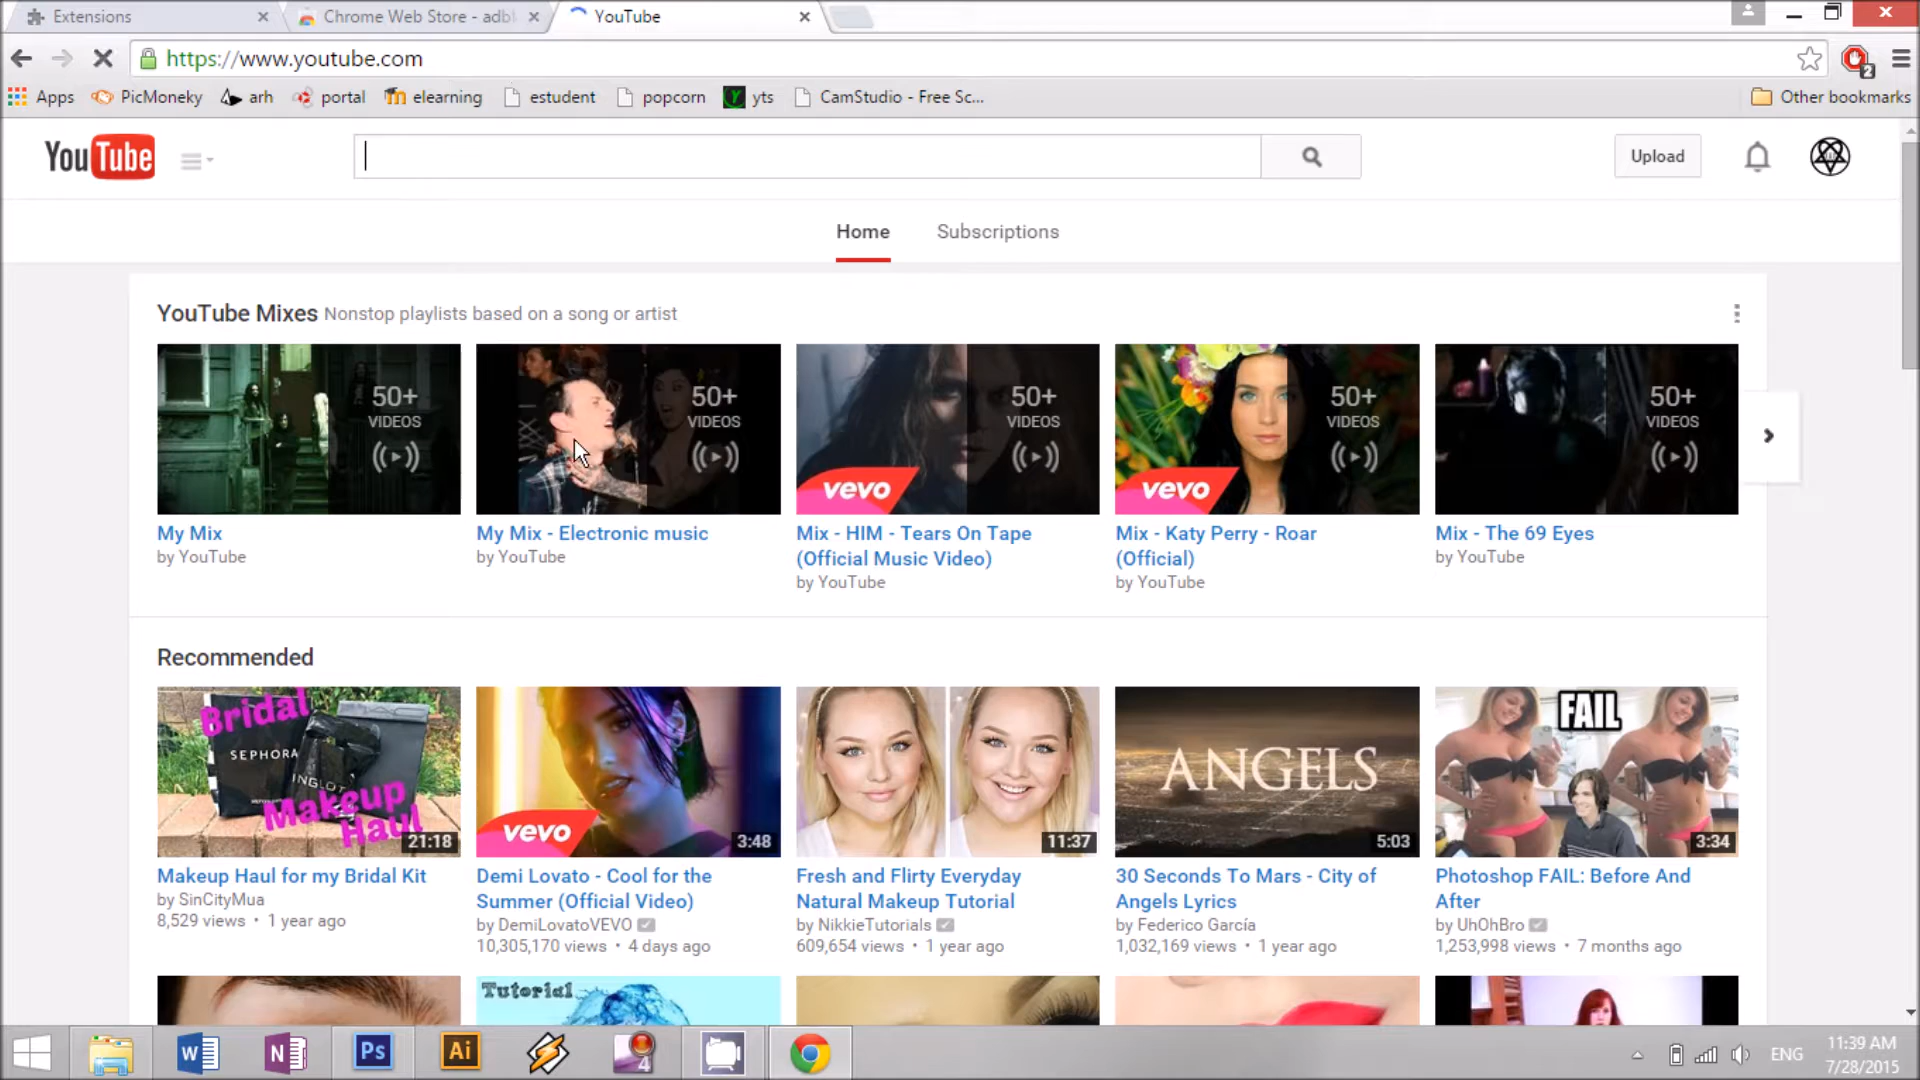 Extensions
Chrome Web Store - adbl
YouTube
https://www.youtube.com
2
Apps
PicMoneky
arh
portal
elearning
estudent
popcorn
yts
CamStudio - Free Sc...
Other bookmarks
YouTube
Upload
Home
Subscriptions
YouTube Mixes Nonstop playlists based on a song or artist
50+
VIDEOS
50+
VIDEOS
50+
VIDEOS
50+
VIDEOS
50+
VIDEOS
vevo
vevo
My Mix
by YouTube
My Mix - Electronic music
by YouTube
Mix - HIM - Tears On Tape
(Official Music Video)
by YouTube
Mix - Katy Perry - Roar
(Official)
by YouTube
Mix - The 69 Eyes
by YouTube
Recommended
Bridal
SEPHORA
INGLOT
Makeup
Haul
21:18
vevo
3:48
11:37
ANGELS
5:03
FAIL
3:34
Makeup Haul for my Bridal Kit
by SinCityMua
8,529 views • 1 year ago
Demi Lovato - Cool for the
Summer (Official Video)
by DemiLovatoVEVO
10,305,170 views • 4 days ago
Fresh and Flirty Everyday
Natural Makeup Tutorial
by NikkieTutorials
609,654 views • 1 year ago
30 Seconds To Mars - City of
Angels Lyrics
by Federico García
1,032,169 views • 1 year ago
Photoshop FAIL: Before And
After
by UhOhBro
1,253,998 views • 7 months ago
Tutorial
W
N
Ps
Ai
4
ENG
11:39 AM
7/28/2015